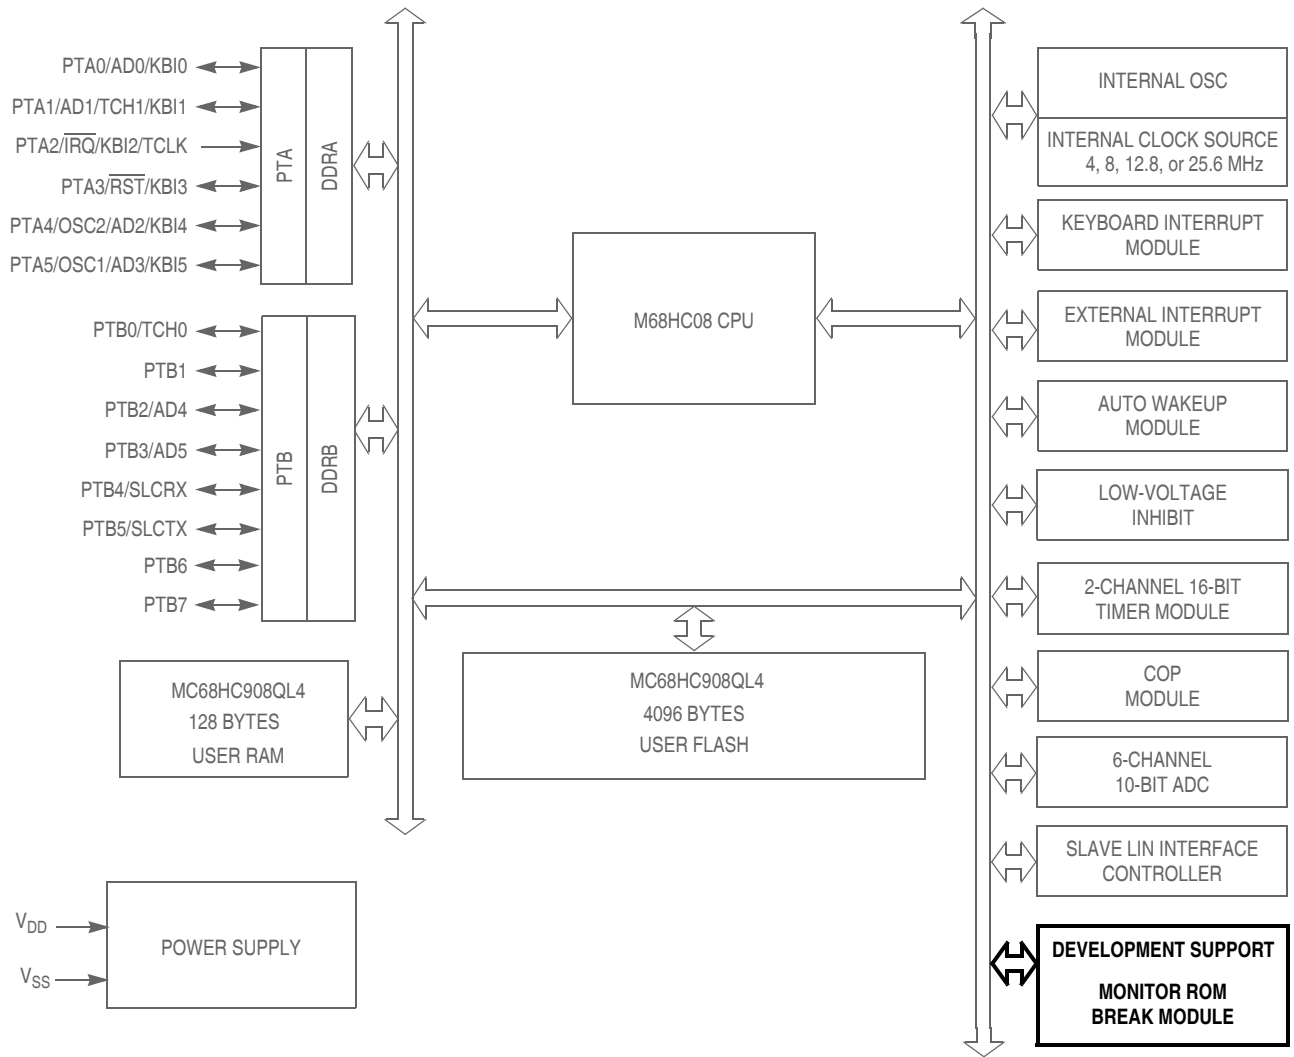 PTA0/AD0/KBI0
PTA1/AD1/TCH1/KBI1
PTA2/IRQ/KBI2/TCLK
PTA3/RST/KBI3
PTA4/OSC2/AD2/KBI4
PTA5/OSC1/AD3/KBI5
PTA
DDRA
PTB0/TCH0
PTB1
PTB2/AD4
PTB3/AD5
PTB4/SLCRX
PTB5/SLCTX
PTB6
PTB7
PTB
DDRB
MC68HC908QL4
128 BYTES
USER RAM
VDD
VSS
POWER SUPPLY
M68HC08 CPU
MC68HC908QL4
4096 BYTES
USER FLASH
INTERNAL OSC
INTERNAL CLOCK SOURCE
4, 8, 12.8, or 25.6 MHz
KEYBOARD INTERRUPT
MODULE
EXTERNAL INTERRUPT
MODULE
AUTO WAKEUP
MODULE
LOW-VOLTAGE
INHIBIT
2-CHANNEL 16-BIT
TIMER MODULE
COP
MODULE
6-CHANNEL
10-BIT ADC
SLAVE LIN INTERFACE
CONTROLLER
DEVELOPMENT SUPPORT
MONITOR ROM
BREAK MODULE